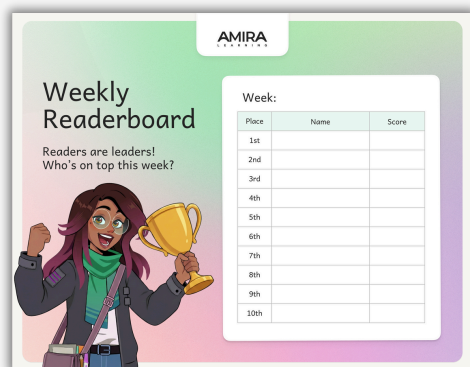 AMIRA
LEARNING
Weekly
Readerboard
Readers are leaders!
Who's on top this week?
Week:
Place Name Score
1st
2nd
3rd
4th
5th
6th
7th
8th
9th
10th